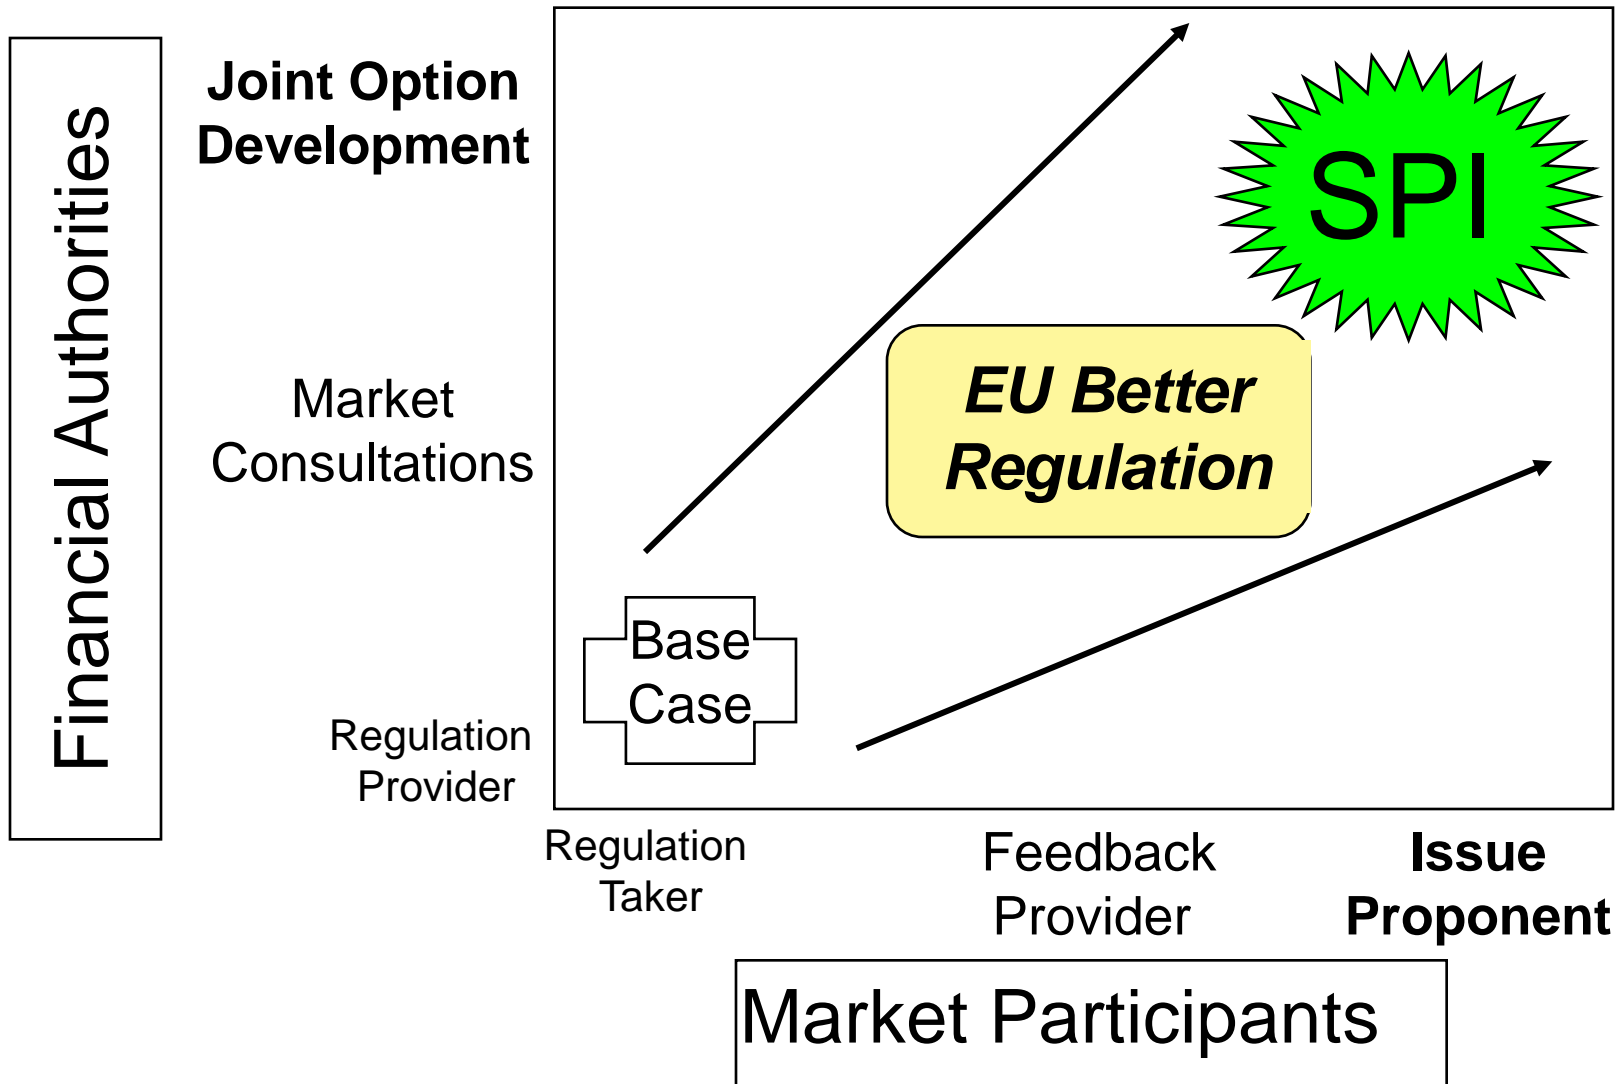 Financial Authorities
Joint Option
Development
SPI
Market
Consultations
EU Better
Regulation
Base
Case
Regulation
Provider
Regulation
Taker
Feedback
Provider
Issue
Proponent
Market Participants